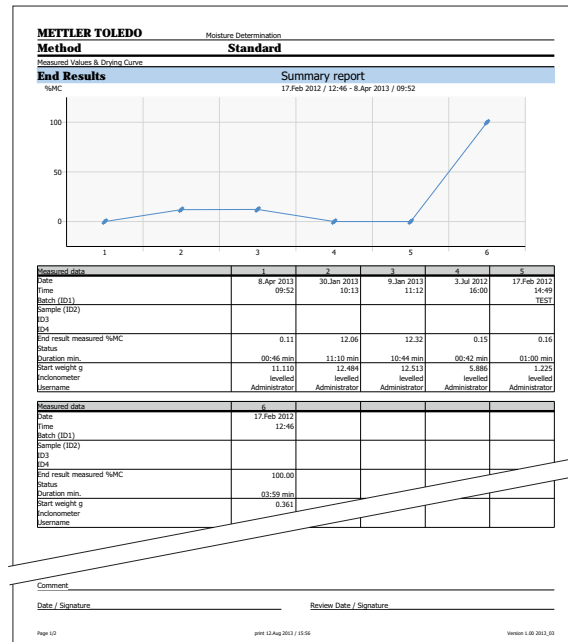 METTLER TOLEDO Moisture Determination
Method Standard
Measured Values & Drying Curve
End Results Summary report
%MC 17.Feb 2012 / 12:46 - 8.Apr 2013 / 09:52
100
50
0
1 2 3 4 5 6
Measured data 1 2 3 4 5
Date 8.Apr 2013 30.Jan 2013 9.Jan 2013 3.Jul 2012 17.Feb 2012
Time 09:52 10:13 11:12 16:00 14:49
Batch (ID1) TEST
Sample (ID2)
ID3
ID4
End result measured %MC 0.11 12.06 12.32 0.15 0.16
Status
Duration min. 00:46 min 11:10 min 10:44 min 00:42 min 01:00 min
Start weight g 11.110 12.484 12.513 5.886 1.225
Inclonometer levelled levelled levelled levelled levelled
Username Administrator Administrator Administrator Administrator Administrator
Measured data 6
Date 17.Feb 2012
Time 12:46
Batch (ID1)
Sample (ID2)
ID3
ID4
End result measured %MC 100.00
Status
Duration min. 03:59 min
Start weight g 0.361
Inclonometer
Username
Comment
Date / Signature Review Date / Signature
Page 1/2 print 12.Aug 2013 / 15:56 Version 1.00 2013_03